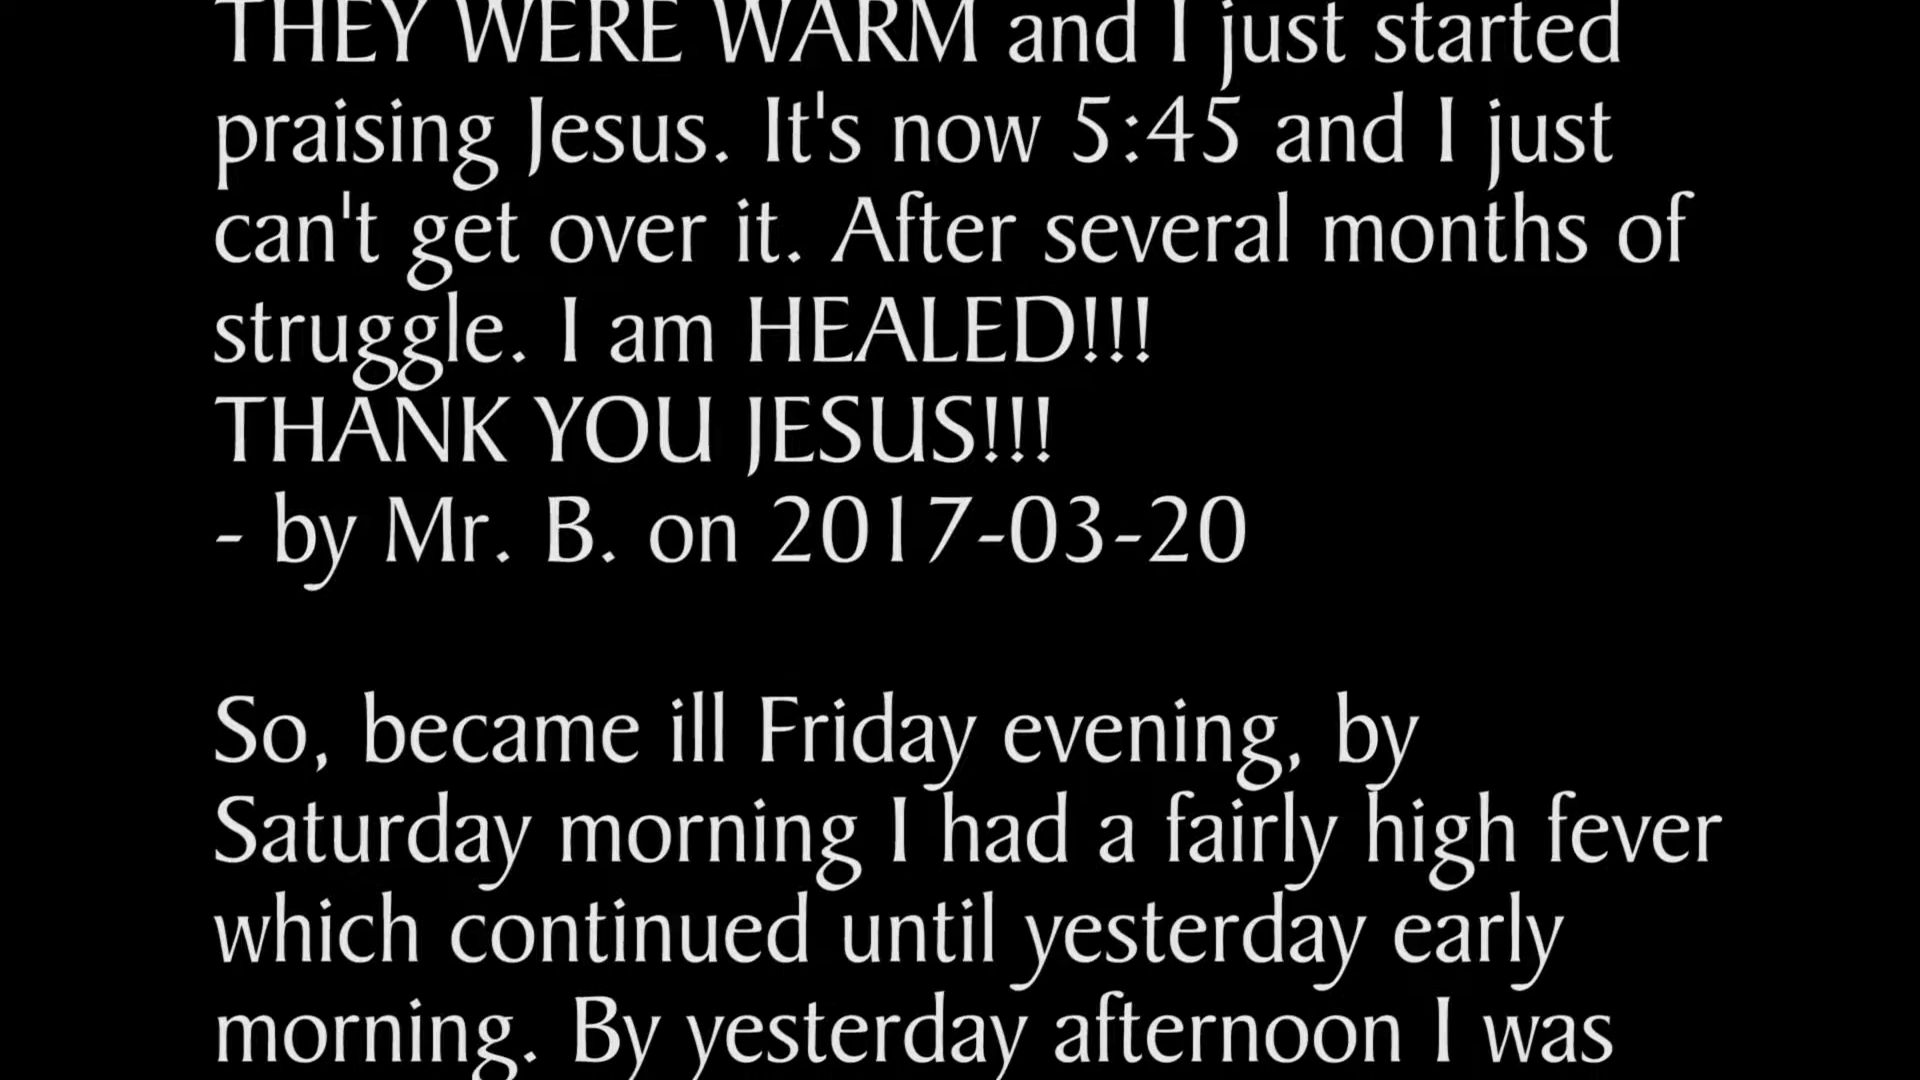 THEY WERE WARM and I just started
praising Jesus. It's now 5:45 and I just
can't get over it. After several months of
struggle. I am HEALED!!!
THANK YOU JESUS!!!
- by Mr. B. on 2017-03-20
So, became ill Friday evening, by
Saturday morning I had a fairly high fever
which continued until yesterday early
morning. By yesterday afternoon I was